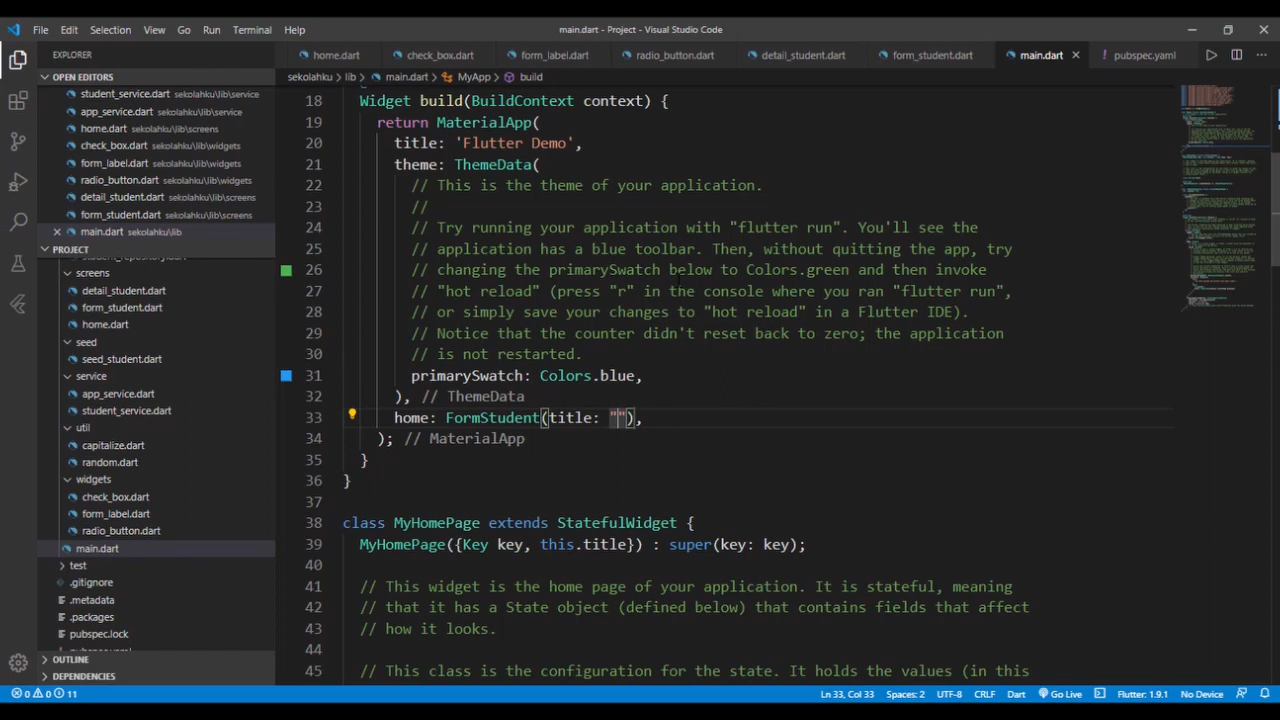 File Edit Selection View Go Run Terminal Help
main.dart - Project - Visual Studio Code
EXPLORER
OPEN EDITORS
student_service.dart sekolahku\lib\service
app_service.dart sekolahku\lib\service
home.dart sekolahku\lib\screens
check_box.dart sekolahku\lib\widgets
form_label.dart sekolahku\lib\widgets
radio_button.dart sekolahku\lib\widgets
detail_student.dart sekolahku\lib\screens
form_student.dart sekolahku\lib\screens
main.dart sekolahku\lib
PROJECT
screens
detail_student.dart
form_student.dart
home.dart
seed
seed_student.dart
service
app_service.dart
student_service.dart
util
capitalize.dart
random.dart
widgets
check_box.dart
form_label.dart
radio_button.dart
main.dart
test
.gitignore
.metadata
.packages
pubspec.lock
OUTLINE
DEPENDENCIES
home.dart check_box.dart form_label.dart radio_button.dart detail_student.dart form_student.dart main.dart pubspec.yaml
sekolahku > lib > main.dart > MyApp > build
18 Widget build(BuildContext context) {
19 return MaterialApp(
20 title: 'Flutter Demo',
21 theme: ThemeData(
22 // This is the theme of your application.
23 //
24 // Try running your application with "flutter run". You'll see the
25 // application has a blue toolbar. Then, without quitting the app, try
26 // changing the primarySwatch below to Colors.green and then invoke
27 // "hot reload" (press "r" in the console where you ran "flutter run",
28 // or simply save your changes to "hot reload" in a Flutter IDE).
29 // Notice that the counter didn't reset back to zero; the application
30 // is not restarted.
31 primarySwatch: Colors.blue,
32 ), // ThemeData
33 home: FormStudent(title: ""),
34 ); // MaterialApp
35 }
36 }
37
38 class MyHomePage extends StatefulWidget {
39 MyHomePage({Key key, this.title}) : super(key: key);
40
41 // This widget is the home page of your application. It is stateful, meaning
42 // that it has a State object (defined below) that contains fields that affect
43 // how it looks.
44
45 // This class is the configuration for the state. It holds the values (in this
0 0 11
Ln 33, Col 33 Spaces: 2 UTF-8 CRLF Dart Go Live Flutter: 1.9.1 No Device